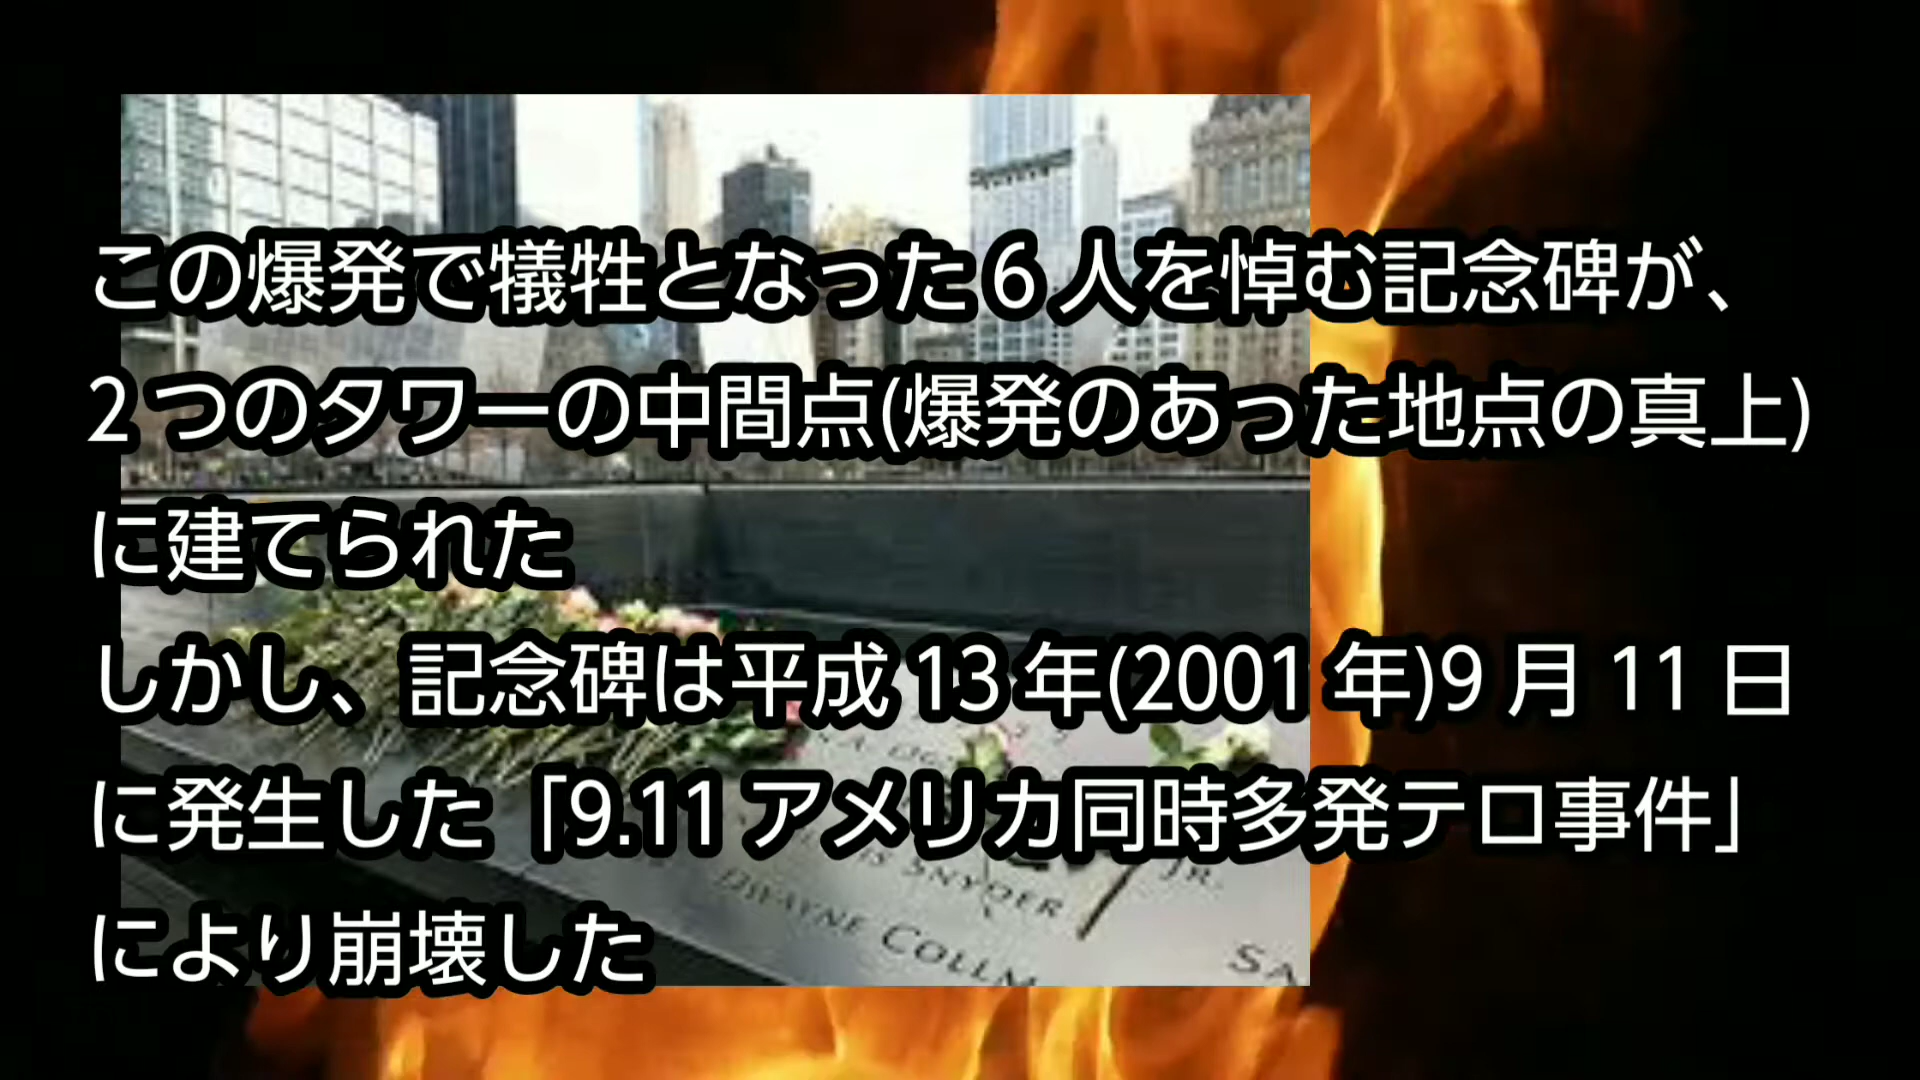 この爆発で犠牲となった6人を悼む記念碑が、
2つのタワーの中間点(爆発のあった地点の真上)
に建てられた
しかし、記念碑は平成13年(2001年)9月11日
に発生した「9.11アメリカ同時多発テロ事件」
により崩壊した
JR.
SNYDER
DWAYNE COLLM
SA